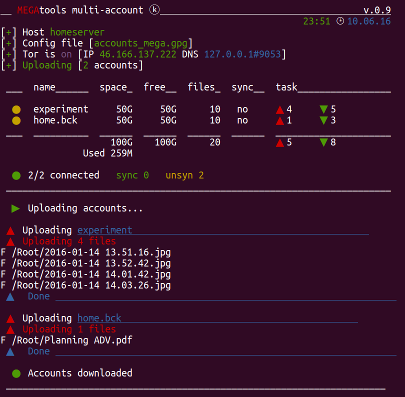 __ MEGAtools multi-account ⓚ v.0.9
23:51 10.06.16
[+] Host homeserver
[+] Config file [accounts_mega.gpg]
[+] Tor is on [IP 46.166.137.222 DNS 127.0.0.1#9053]
[+] Uploading [2 accounts]
___ name______ space_ free__ files_ sync__ task
● experiment 50G 50G 10 no ▲ 4 ▼ 5
● home.bck 50G 50G 10 no ▲ 1 ▼ 3
100G 100G 20 ▲ 5 ▼ 8
Used 259M
● 2/2 connected sync 0 unsyn 2
▶ Uploading accounts...
▲ Uploading experiment
▲ Uploading 4 files
F /Root/2016-01-14 13.51.16.jpg
F /Root/2016-01-14 13.52.42.jpg
F /Root/2016-01-14 14.01.42.jpg
F /Root/2016-01-14 14.03.26.jpg
▲ Done
▲ Uploading home.bck
▲ Uploading 1 files
F /Root/Planning ADV.pdf
▲ Done
● Accounts downloaded